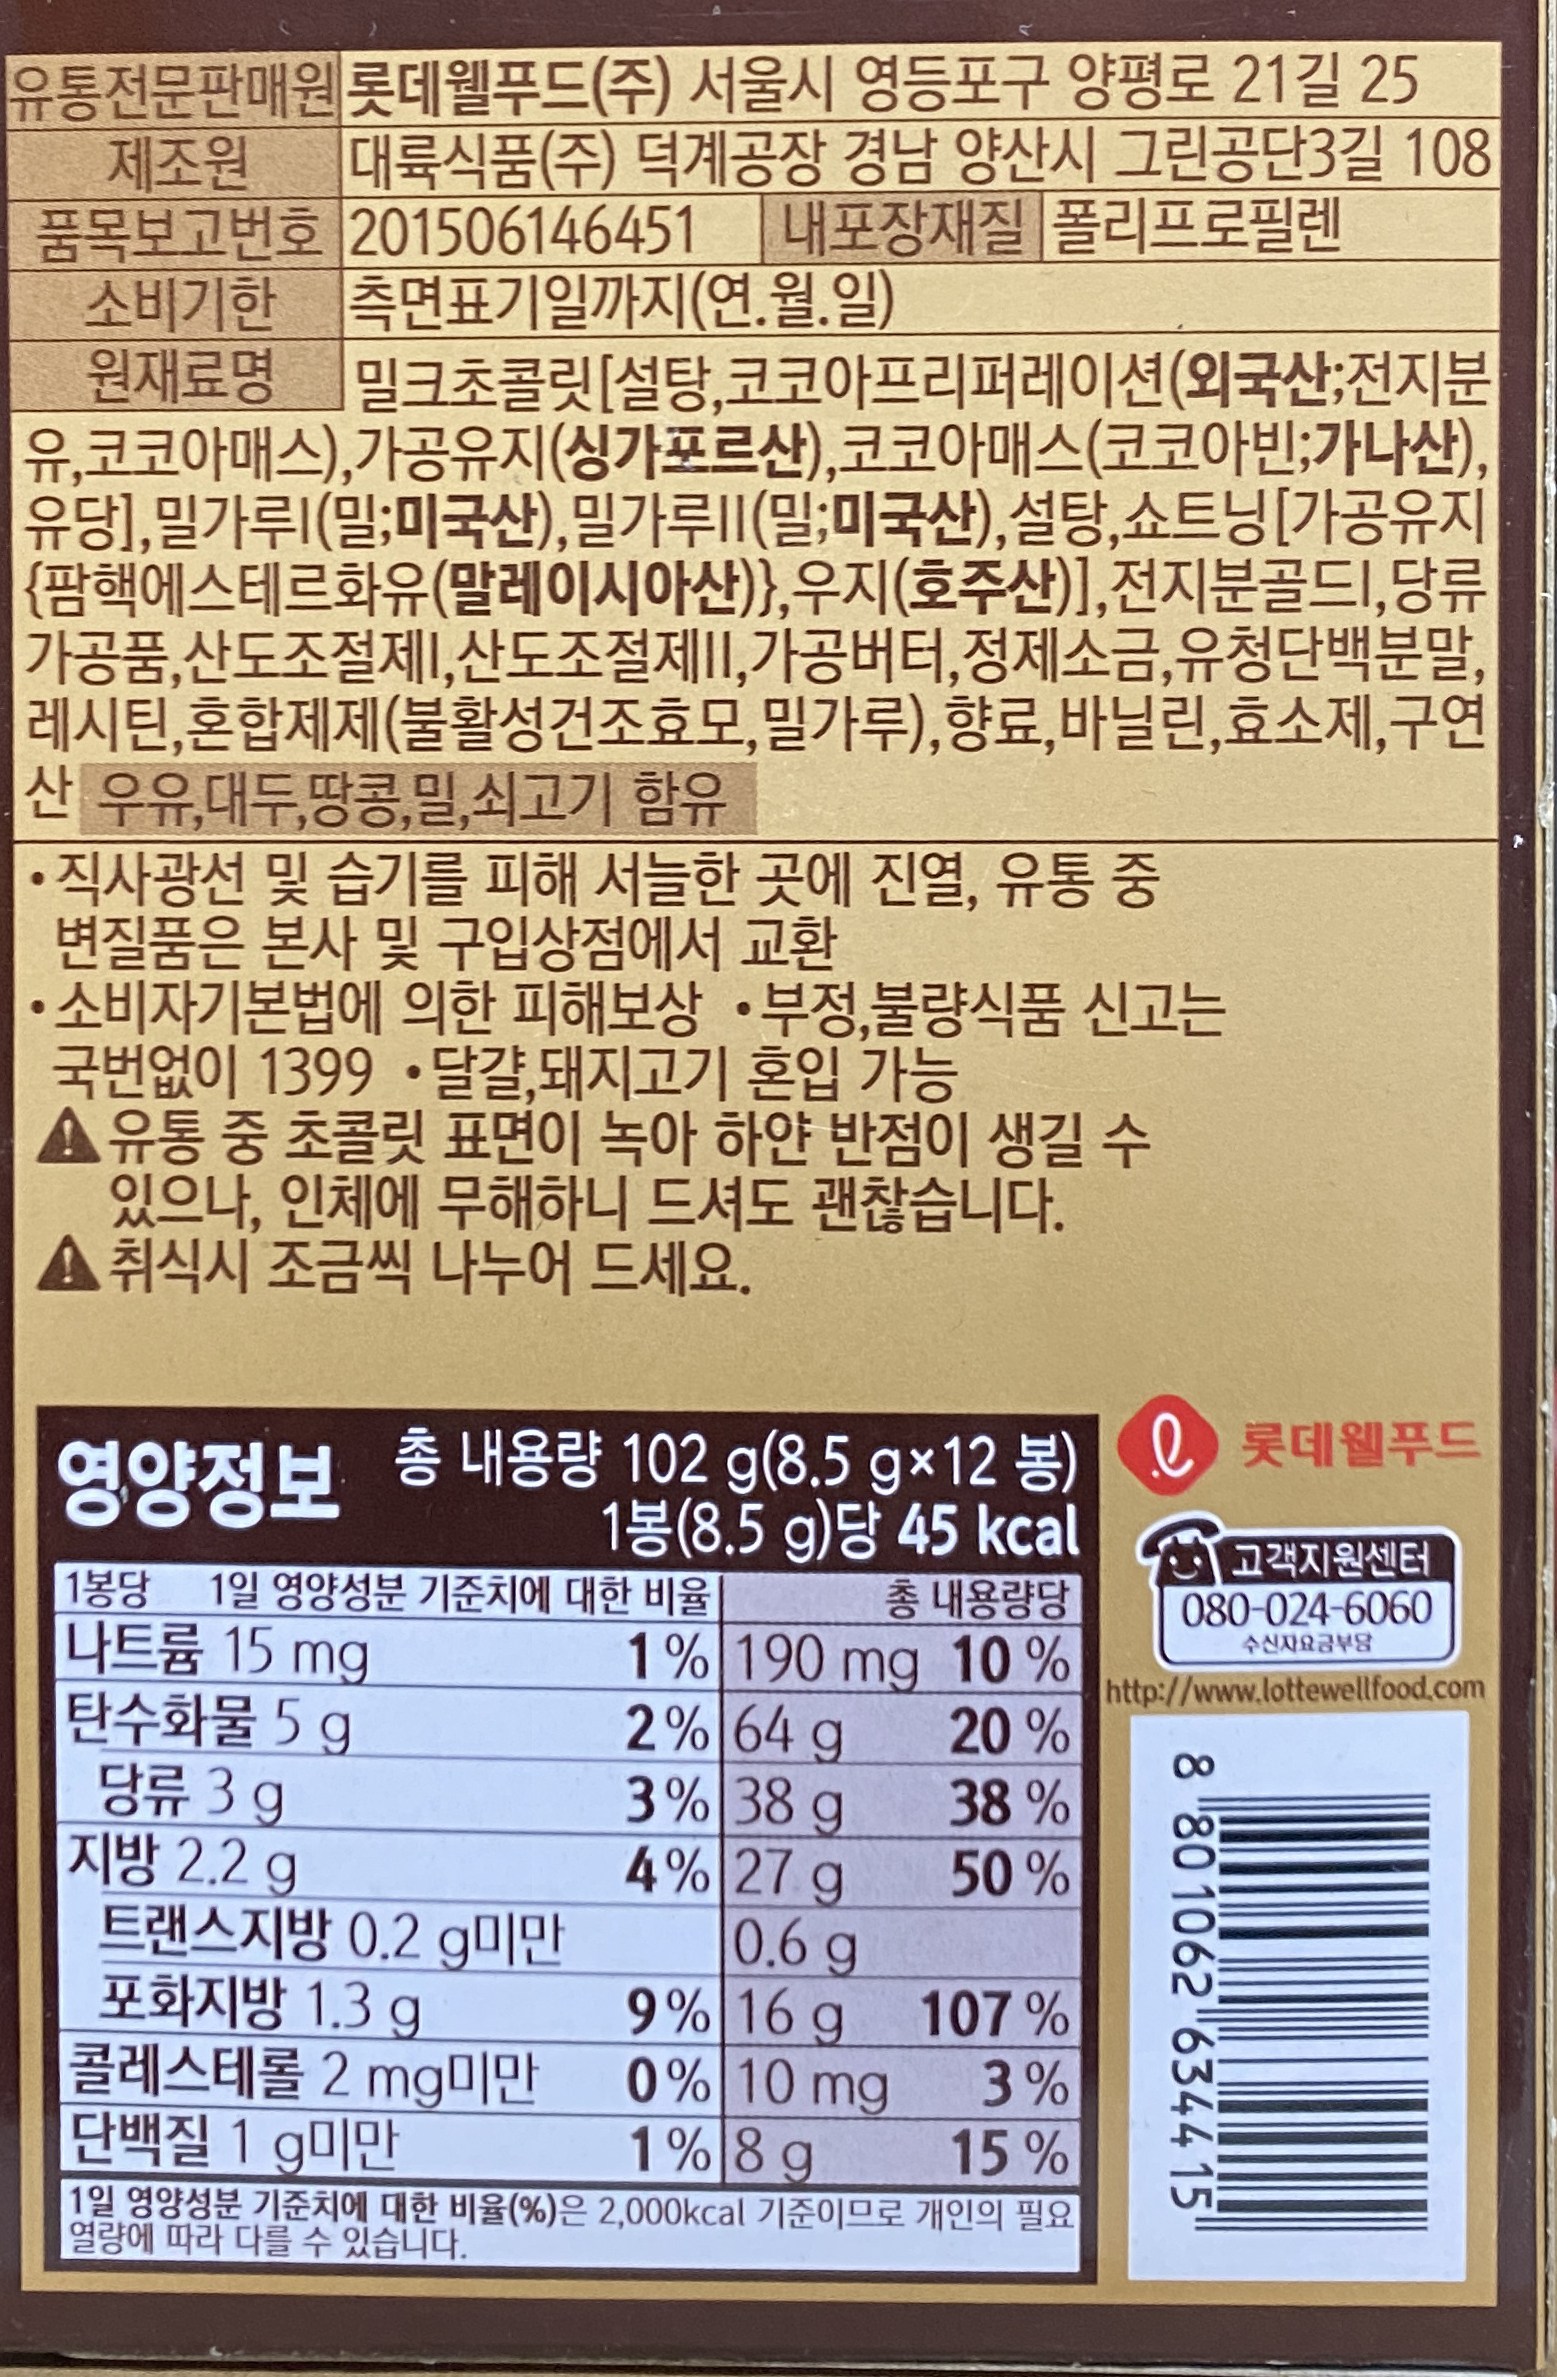 유통전문판매원 롯데웰푸드(주) 서울시 영등포구 양평로 21길 25
제조원 대륙식품(주) 덕계공장 경남 양산시 그린공단3길 108
품목보고번호 201506146451 내포장재질 폴리프로필렌
소비기한 측면표기일까지(연.월.일)
원재료명 밀크초콜릿[설탕,코코아프리퍼레이션(외국산;전지분
유,코코아매스),가공유지(싱가포르산),코코아매스(코코아빈;가나산),
유당],밀가루I(밀;미국산),밀가루II(밀;미국산),설탕,쇼트닝[가공유지
{팜핵에스테르화유(말레이시아산)},우지(호주산)],전지분골드I,당류
가공품,산도조절제I,산도조절제II,가공버터,정제소금,유청단백분말,
레시틴,혼합제제(불활성건조효모,밀가루),향료,바닐린,효소제,구연
산 우유,대두,땅콩,밀,쇠고기 함유
•직사광선 및 습기를 피해 서늘한 곳에 진열, 유통 중
변질품은 본사 및 구입상점에서 교환
•소비자기본법에 의한 피해보상 •부정,불량식품 신고는
국번없이 1399 •달걀,돼지고기 혼입 가능
유통 중 초콜릿 표면이 녹아 하얀 반점이 생길 수
있으나, 인체에 무해하니 드셔도 괜찮습니다.
취식시 조금씩 나누어 드세요.
영양정보 총 내용량 102 g(8.5 g×12 봉)
1봉(8.5 g)당 45 kcal
1봉당 1일 영양성분 기준치에 대한 비율 총 내용량당
나트륨 15 mg 1% 190 mg 10 %
탄수화물 5 g 2% 64 g 20 %
당류 3 g 3% 38 g 38 %
지방 2.2 g 4% 27 g 50 %
트랜스지방 0.2 g미만 0.6 g
포화지방 1.3 g 9% 16 g 107 %
콜레스테롤 2 mg미만 0% 10 mg 3 %
단백질 1 g미만 1% 8 g 15 %
1일 영양성분 기준치에 대한 비율(%)은 2,000kcal 기준이므로 개인의 필요
열량에 따라 다를 수 있습니다.
롯데웰푸드
고객지원센터
080-024-6060
수신자요금부담
http://www.lottewellfood.com
8 801062 634415